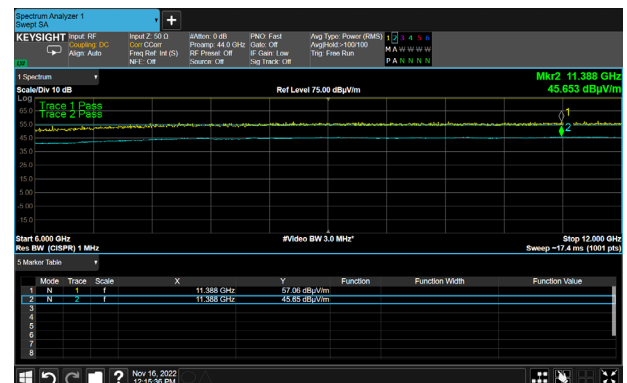 Spectrum Analyzer 1
Swept SA
+
KEYSIGHT Input: RF Input Z: 50 Ω #Atten: 0 dB PNO: Fast Avg Type: Power (RMS) 1 2 3 4 5 6
Coupling: DC Corr CCorr Preamp: 44.0 GHz Gate: Off Avg|Hold:>100/100 M A W W W W
Align: Auto Freq Ref: Int (S) RF Presel: Off IF Gain: Low Trig: Free Run
NFE: Off Source: Off Sig Track: Off P A N N N N
1 Spectrum
Mkr2 11.388 GHz
Scale/Div 10 dB Ref Level 75.00 dBµV/m 45.653 dBµV/m
Log
Trace 1 Pass
Trace 2 Pass
65.0
55.0
45.0
35.0
25.0
15.0
5.00
-5.00
-15.0
1
2
Start 6.000 GHz #Video BW 3.0 MHz* Stop 12.000 GHz
Res BW (CISPR) 1 MHz Sweep ~17.4 ms (1001 pts)
5 Marker Table
Mode Trace Scale X Y Function Function Width Function Value
1 N 1 f 11.388 GHz 57.06 dBµV/m
2 N 2 f 11.388 GHz 45.65 dBµV/m
3
4
5
6
7
8
? Nov 16, 2022
12:15:36 PM